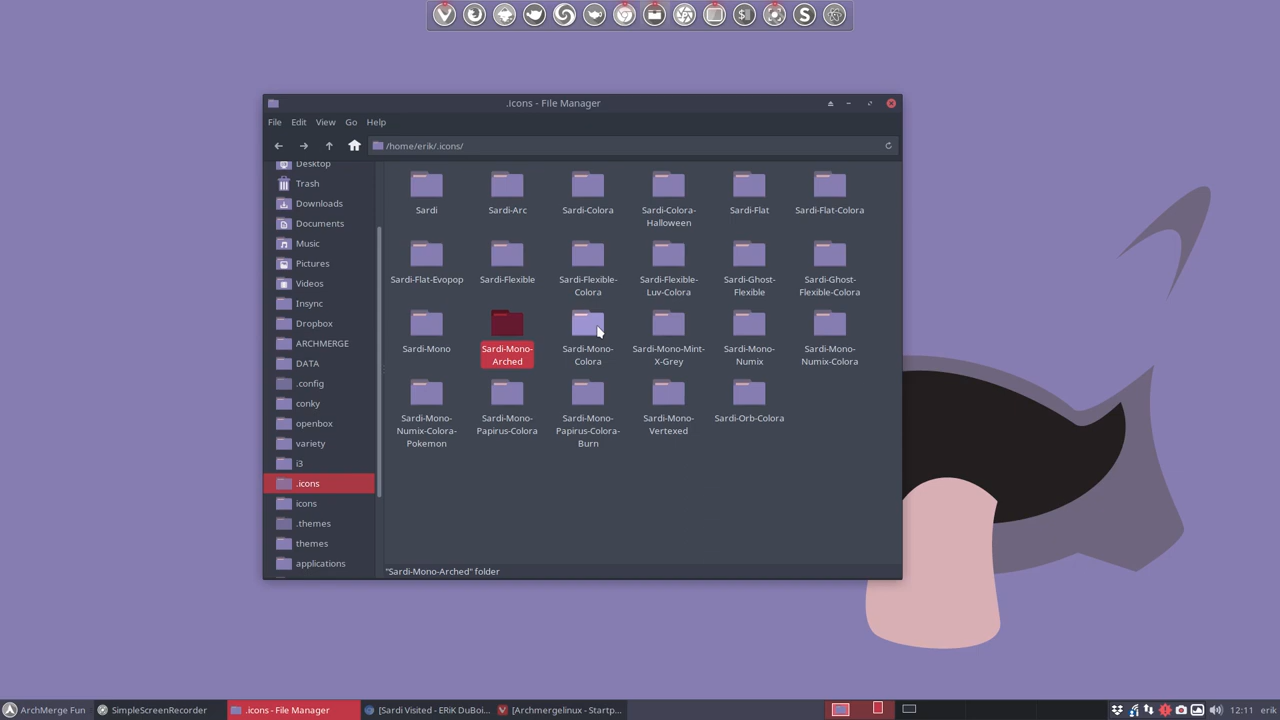 .icons - File Manager
File Edit View Go Help
/home/erik/.icons/
Desktop
Trash
Downloads
Documents
Music
Pictures
Videos
Insync
Dropbox
ARCHMERGE
DATA
.config
conky
openbox
variety
i3
.icons
icons
.themes
themes
applications
Sardi
Sardi-Arc
Sardi-Colora
Sardi-Colora-
Halloween
Sardi-Flat
Sardi-Flat-Colora
Sardi-Flat-Evopop
Sardi-Flexible
Sardi-Flexible-
Colora
Sardi-Flexible-
Luv-Colora
Sardi-Ghost-
Flexible
Sardi-Ghost-
Flexible-Colora
Sardi-Mono
Sardi-Mono-
Arched
Sardi-Mono-
Colora
Sardi-Mono-Mint-
X-Grey
Sardi-Mono-
Numix
Sardi-Mono-
Numix-Colora
Sardi-Mono-
Numix-Colora-
Pokemon
Sardi-Mono-
Papirus-Colora
Sardi-Mono-
Papirus-Colora-
Burn
Sardi-Mono-
Vertexed
Sardi-Orb-Colora
"Sardi-Mono-Arched" folder
ArchMerge Fun
SimpleScreenRecorder
.icons - File Manager
[Sardi Visited - ERiK DuBoi...
[Archmergelinux - Startp...
12:11 erik